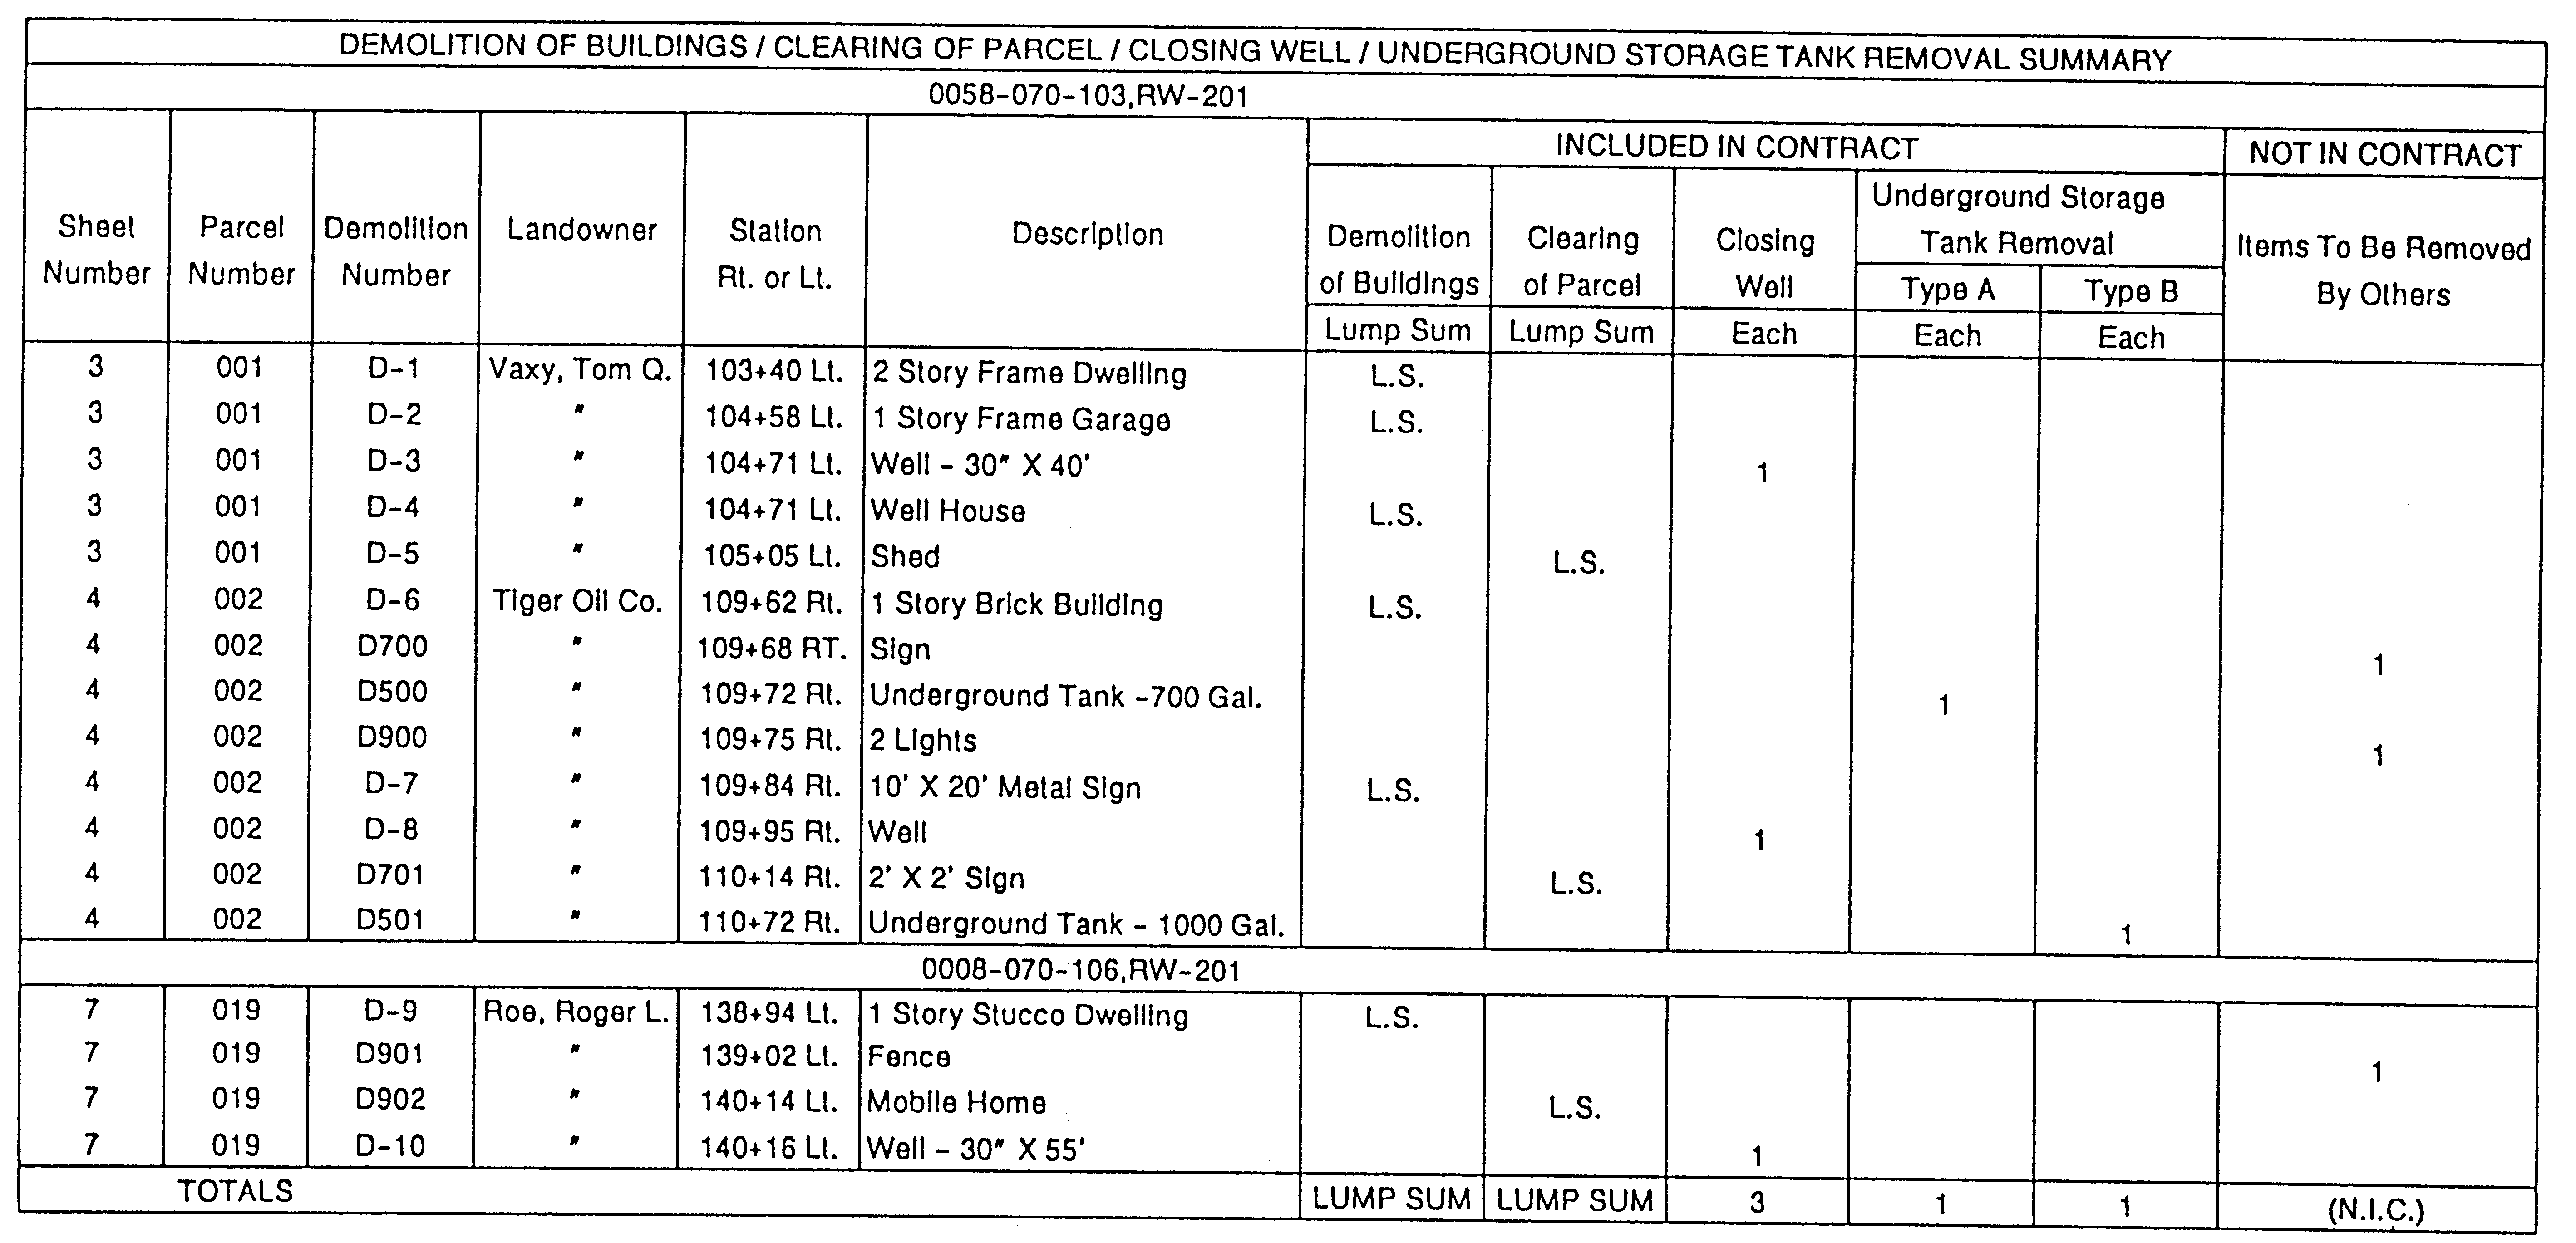 DEMOLITION OF BUILDINGS / CLEARING OF PARCEL / CLOSING WELL / UNDERGROUND STORAGE TANK REMOVAL SUMMARY
0058-070-103,RW-201
INCLUDED IN CONTRACT NOT IN CONTRACT
Sheet Number Parcel Number Demolition Number Landowner Station Rt. or Lt. Description Demolition of Buildings Clearing of Parcel Closing Well Underground Storage Tank Removal Items To Be Removed By Others
Type A Type B
Lump Sum Lump Sum Each Each Each
3 001 D-1 Vaxy, Tom Q. 103+40 Lt. 2 Story Frame Dwelling L.S.
3 001 D-2 " 104+58 Lt. 1 Story Frame Garage L.S.
3 001 D-3 " 104+71 Lt. Well - 30" X 40' 1
3 001 D-4 " 104+71 Lt. Well House L.S.
3 001 D-5 " 105+05 Lt. Shed L.S.
4 002 D-6 Tiger Oil Co. 109+62 Rt. 1 Story Brick Building L.S.
4 002 D700 " 109+68 RT. Sign 1
4 002 D500 " 109+72 Rt. Underground Tank -700 Gal. 1
4 002 D900 " 109+75 Rt. 2 Lights 1
4 002 D-7 " 109+84 Rt. 10' X 20' Metal Sign L.S.
4 002 D-8 " 109+95 Rt. Well 1
4 002 D701 " 110+14 Rt. 2' X 2' Sign L.S.
4 002 D501 " 110+72 Rt. Underground Tank - 1000 Gal. 1
0008-070-106,RW-201
7 019 D-9 Roe, Roger L. 138+94 Lt. 1 Story Stucco Dwelling L.S.
7 019 D901 " 139+02 Lt. Fence 1
7 019 D902 " 140+14 Lt. Mobile Home L.S.
7 019 D-10 " 140+16 Lt. Well - 30" X 55' 1
TOTALS LUMP SUM LUMP SUM 3 1 1 (N.I.C.)